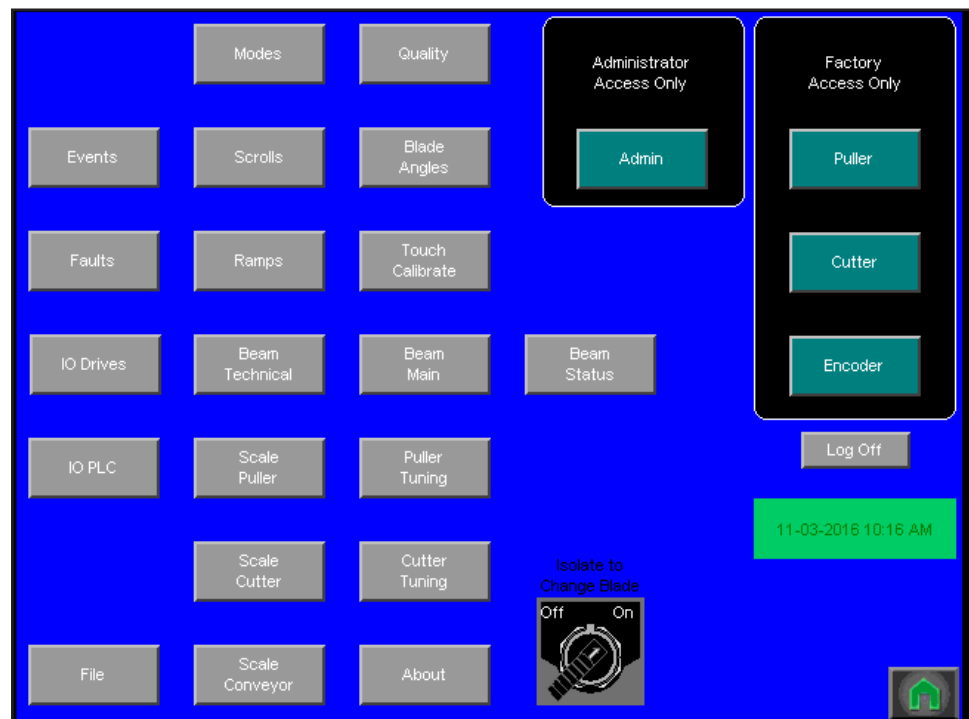 Modes
Quality
Administrator
Access Only
Factory
Access Only
Events
Scrolls
Blade
Angles
Admin
Puller
Faults
Ramps
Touch
Calibrate
Cutter
IO Drives
Beam
Technical
Beam
Main
Beam
Status
Encoder
IO PLC
Scale
Puller
Puller
Tuning
Log Off
11-03-2016 10:16 AM
Scale
Cutter
Cutter
Tuning
Isolate to
Change Blade
Off On
File
Scale
Conveyor
About